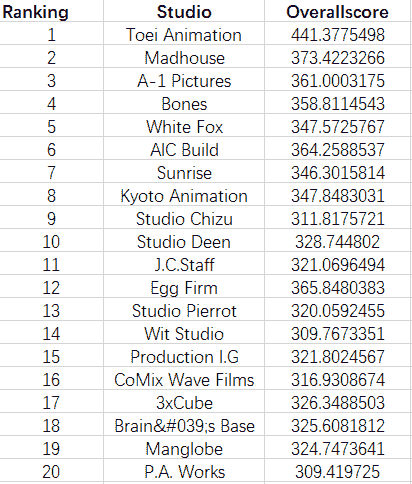 Ranking Studio Overallscore
1 Toei Animation 441.3775498
2 Madhouse 373.4223266
3 A-1 Pictures 361.0003175
4 Bones 358.8114543
5 White Fox 347.5725767
6 AIC Build 364.2588537
7 Sunrise 346.3015814
8 Kyoto Animation 347.8483031
9 Studio Chizu 311.8175721
10 Studio Deen 328.744802
11 J.C.Staff 321.0696494
12 Egg Firm 365.8480383
13 Studio Pierrot 320.0592455
14 Wit Studio 309.7673351
15 Production I.G 321.8024567
16 CoMix Wave Films 316.9308674
17 3xCube 326.3488503
18 Brain&#039;s Base 325.6081812
19 Manglobe 324.7473641
20 P.A. Works 309.419725